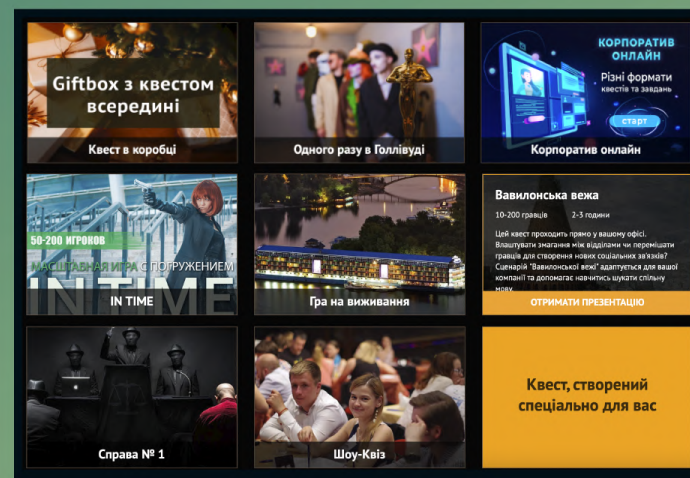 Giftbox з квестом
всередині
Квест в коробці
Одного разу в Голлівуді
КОРПОРАТИВ
ОНЛАЙН
Різні формати
квестів та завдань
старт
Корпоратив онлайн
50-200 ИГРОКОВ
МАСШТАБНАЯ ИГРА С ПОГРУЖЕНИЕМ
IN TIME
IN TIME
Гра на виживання
Вавилонська вежа
10-200 гравців 2-3 години
Цей квест проходить прямо у вашому офісі.
Влаштувати змагання між відділами чи перемішати
гравців для створення нових соціальних зв'язків?
Сценарій "Вавилонської вежі" адаптується для вашої
компанії та допомагає навчитись шукати спільну
мову.
ОТРИМАТИ ПРЕЗЕНТАЦІЮ
Справа № 1
Шоу-Квіз
Квест, створений
спеціально для вас